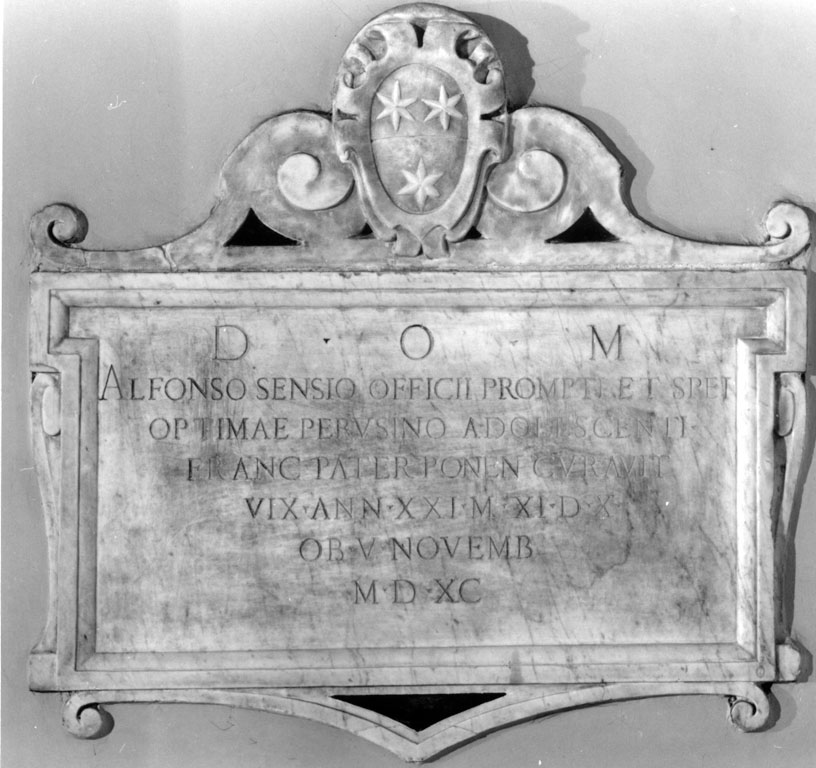 D · O · M
ALFONSO SENSIO OFFICII PROMPTI ET SPEI
OPTIMAE PERVSINO ADOLESCENTI
FRANC PATER PONEN CVRAVIT
VIX·ANN·XXI·M·XI·D·X
OB·V NOVEMB
M·D·XC